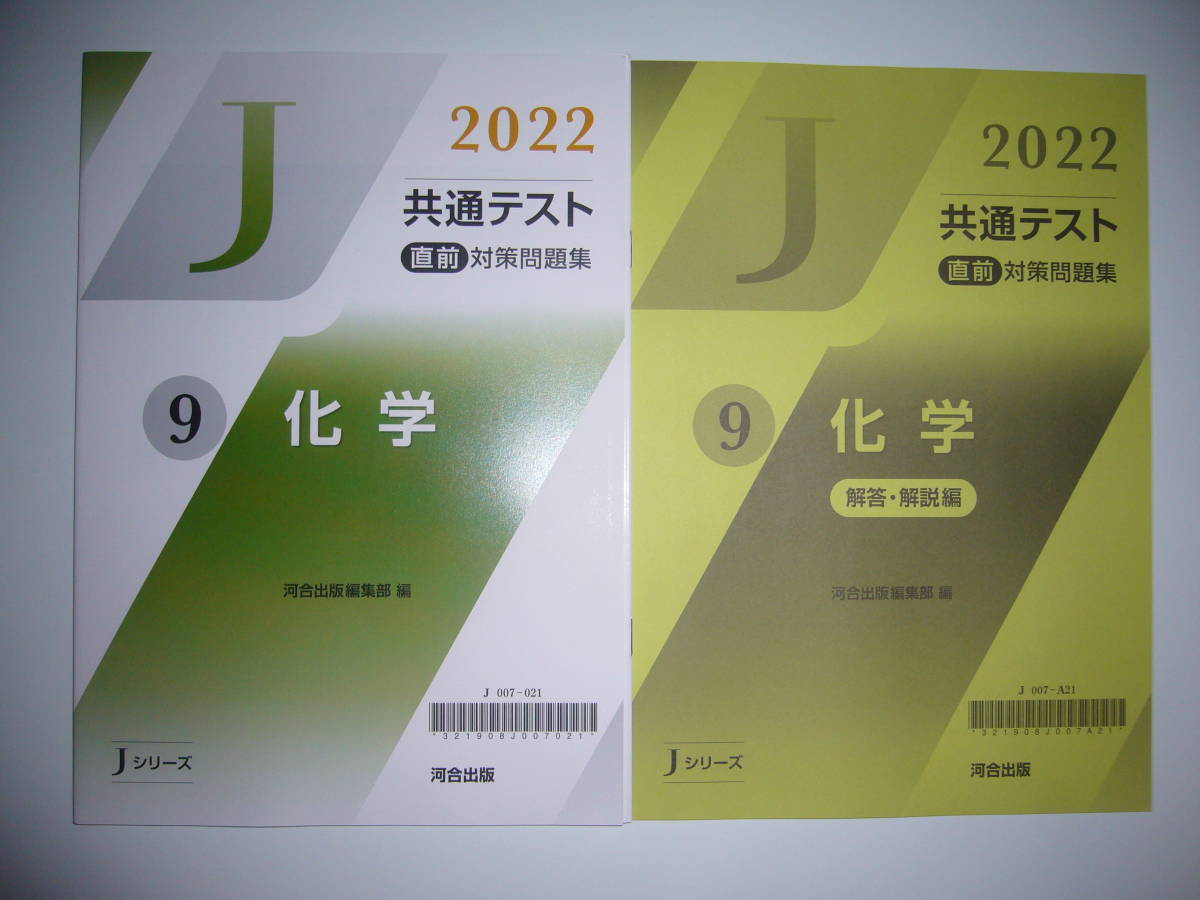 J
2022
共通テスト
直前 対策問題集
9 化学
河合出版編集部 編
J 007-021
*321908J007021*
Jシリーズ
河合出版
J
2022
共通テスト
直前 対策問題集
9 化学
解答・解説編
河合出版編集部 編
J 007-A21
*321908J007A21*
Jシリーズ
河合出版